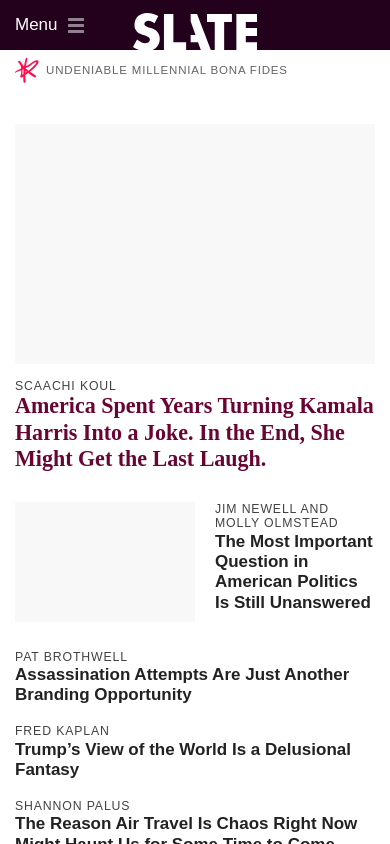 Menu
SLATE
UNDENIABLE MILLENNIAL BONA FIDES
SCAACHI KOUL
America Spent Years Turning Kamala
Harris Into a Joke. In the End, She
Might Get the Last Laugh.
JIM NEWELL AND
MOLLY OLMSTEAD
The Most Important
Question in
American Politics
Is Still Unanswered
PAT BROTHWELL
Assassination Attempts Are Just Another
Branding Opportunity
FRED KAPLAN
Trump’s View of the World Is a Delusional
Fantasy
SHANNON PALUS
The Reason Air Travel Is Chaos Right Now
Might Haunt Us for Some Time to Come